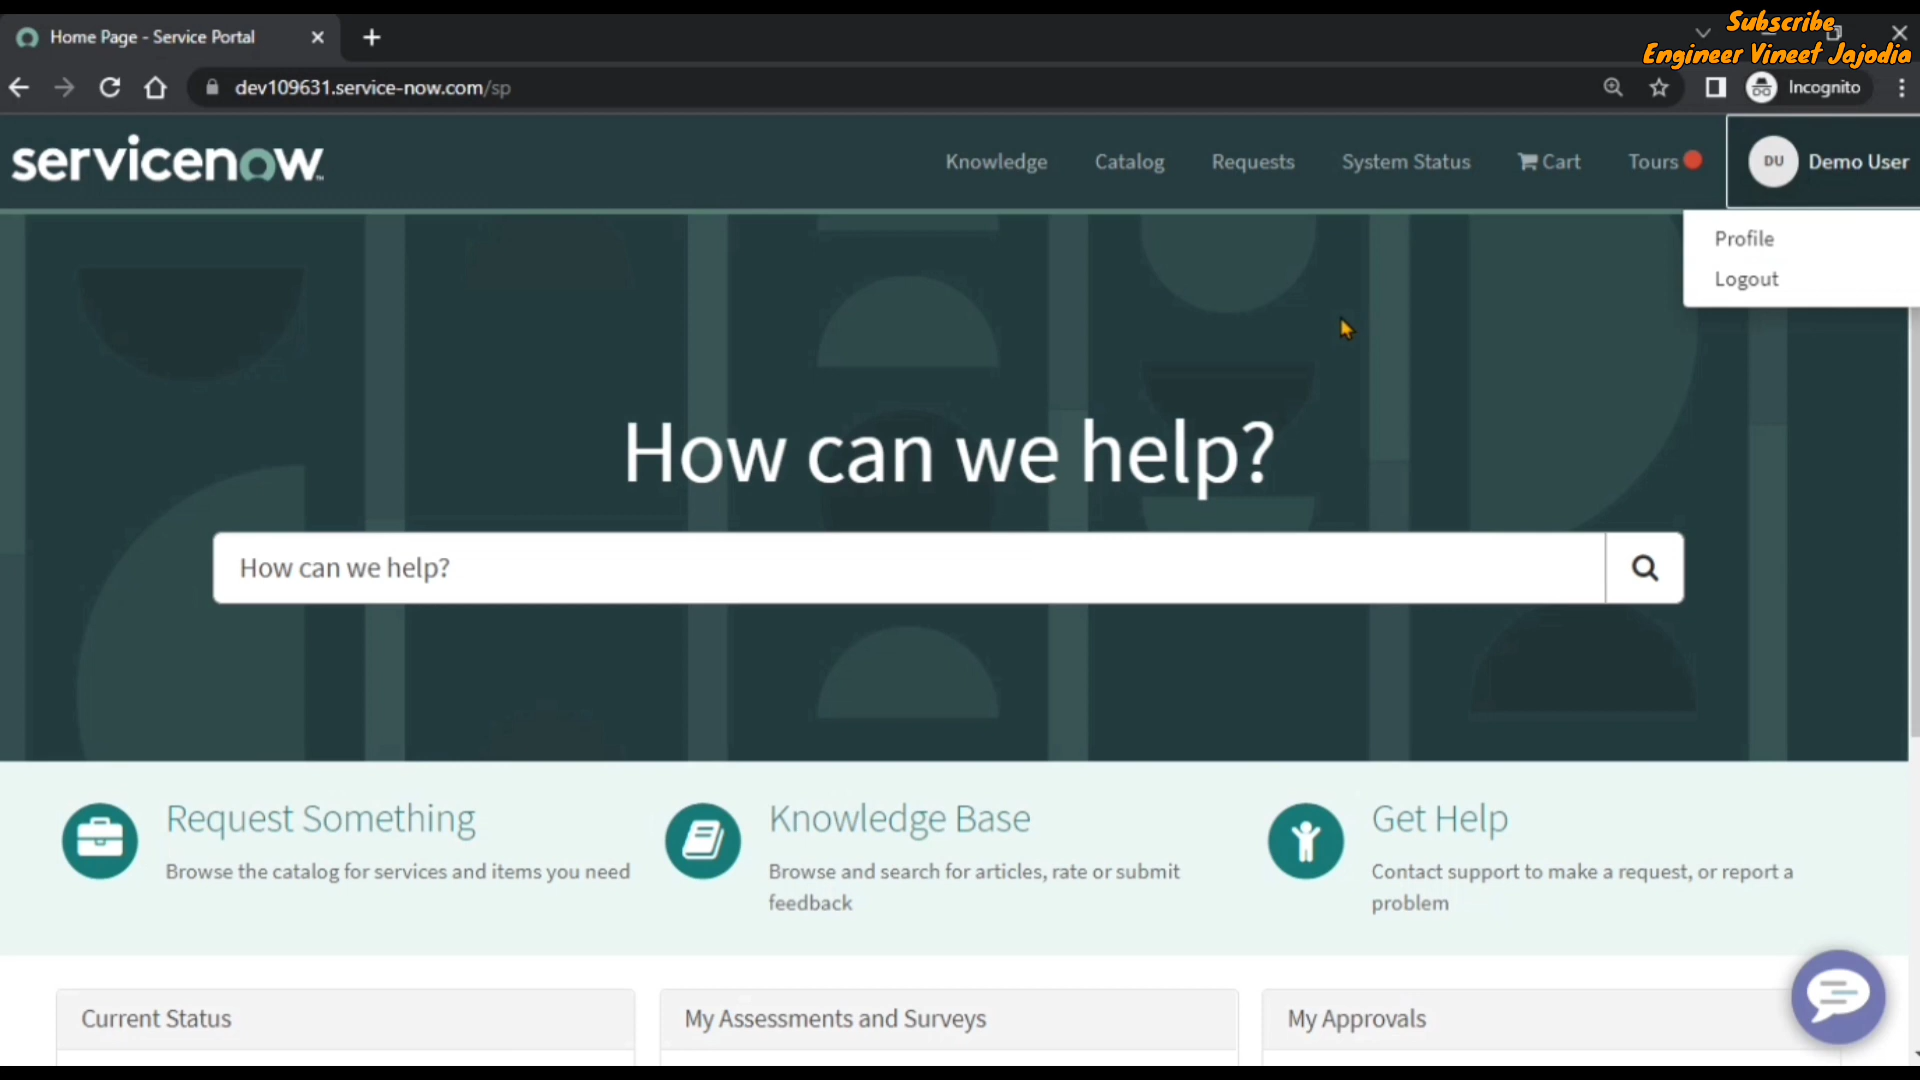 Subscribe
Engineer Vineet Jajodia
Home Page - Service Portal
dev109631.service-now.com/sp
Incognito
servicenow
Knowledge
Catalog
Requests
System Status
Cart
Tours
DU
Demo User
Profile
Logout
How can we help?
How can we help?
Request Something
Browse the catalog for services and items you need
Knowledge Base
Browse and search for articles, rate or submit
feedback
Get Help
Contact support to make a request, or report a
problem
Current Status
My Assessments and Surveys
My Approvals